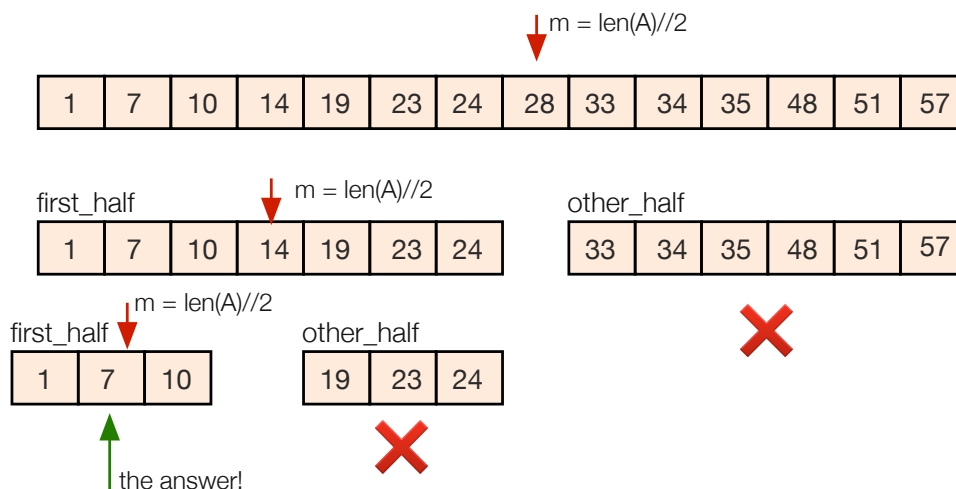 m = len(A)//2
1 7 10 14 19 23 24 28 33 34 35 48 51 57
m = len(A)//2
first_half
other_half
1 7 10 14 19 23 24
33 34 35 48 51 57
m = len(A)//2
first_half
other_half
1 7 10
19 23 24
the answer!